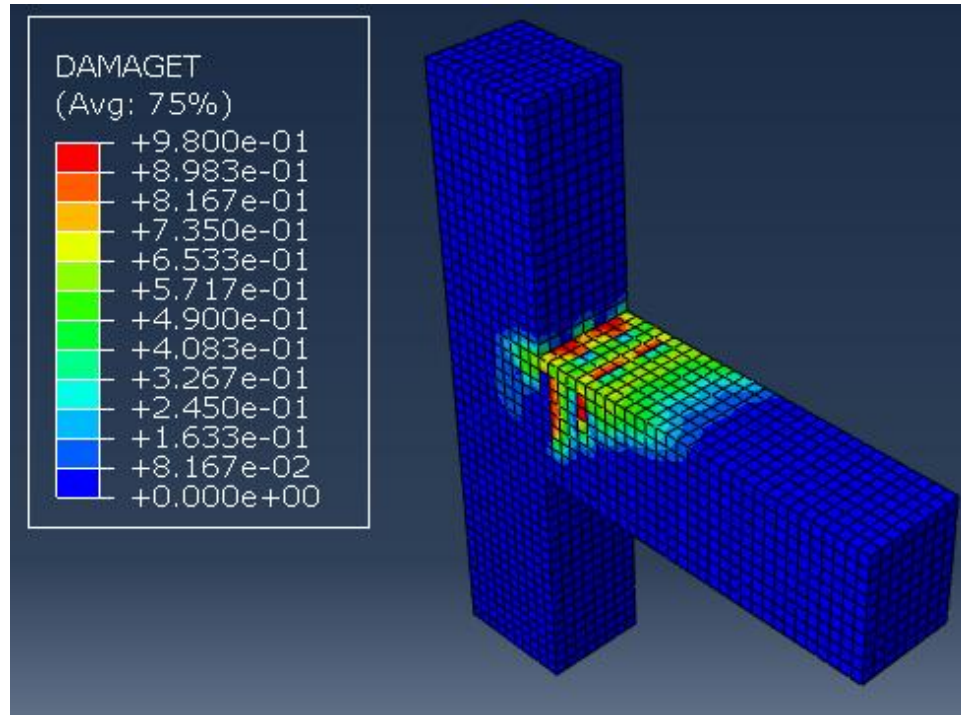 DAMAGET
(Avg: 75%)
+9.800e-01
+8.983e-01
+8.167e-01
+7.350e-01
+6.533e-01
+5.717e-01
+4.900e-01
+4.083e-01
+3.267e-01
+2.450e-01
+1.633e-01
+8.167e-02
+0.000e+00